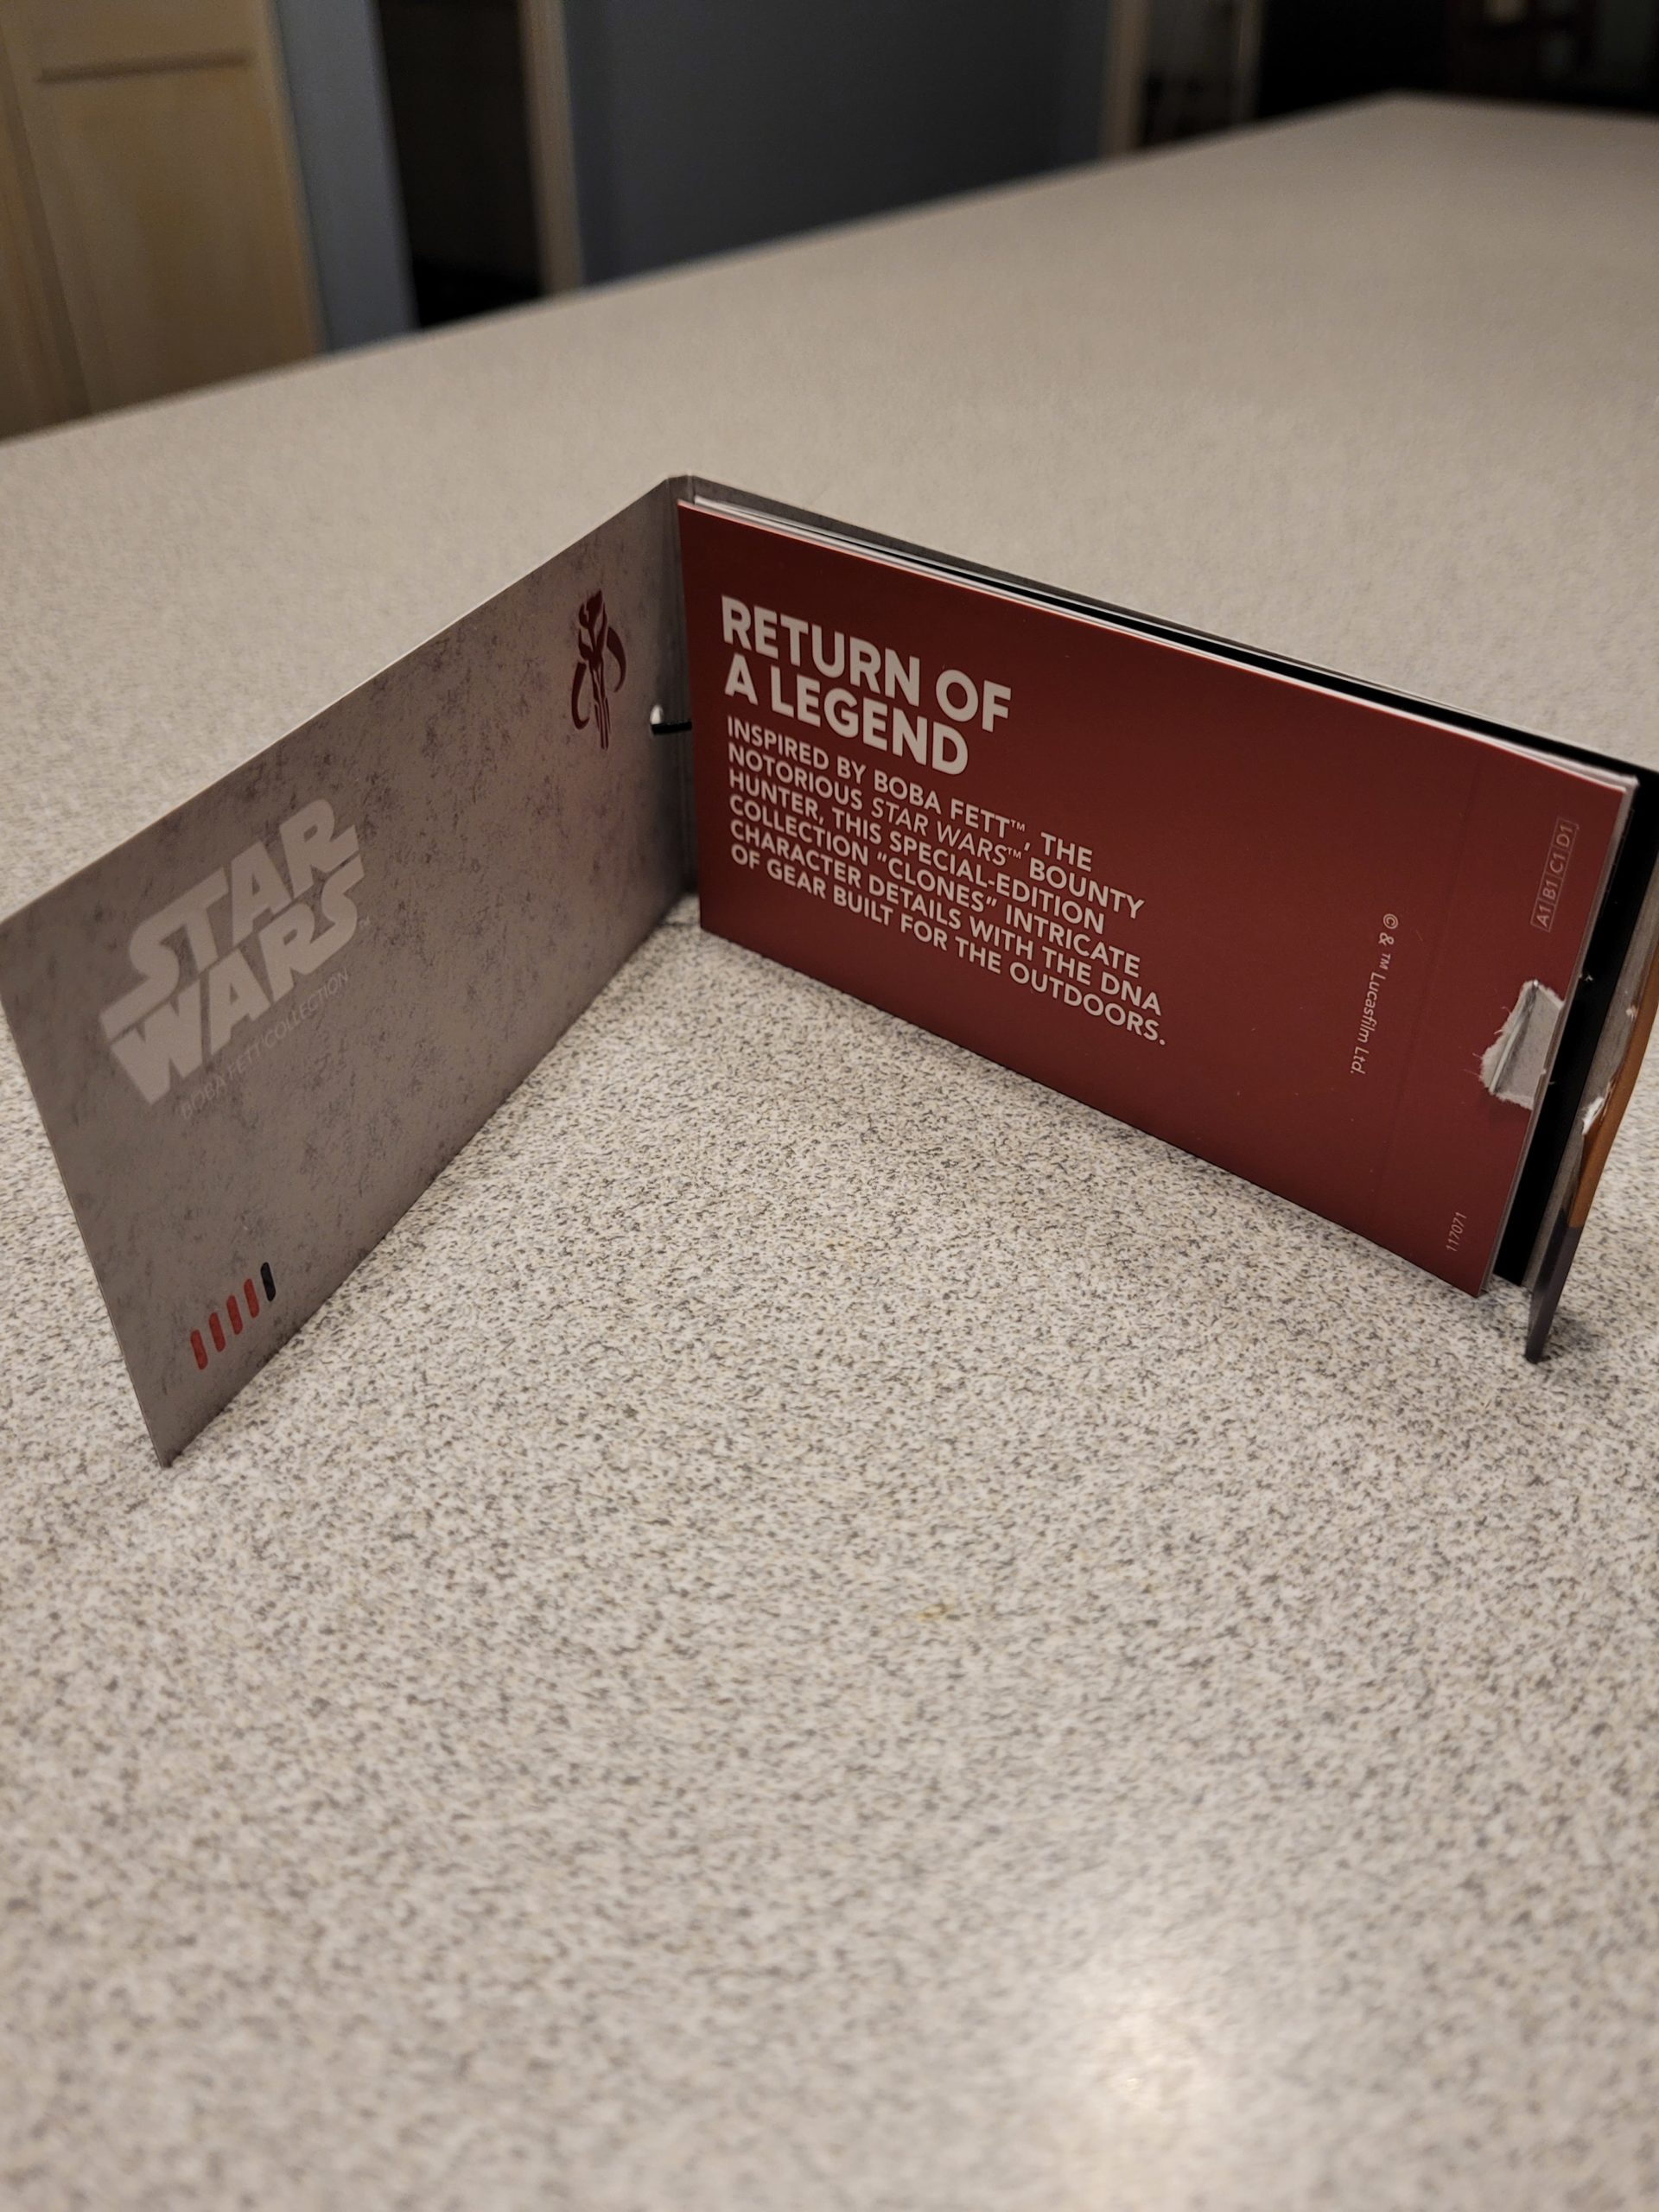 STAR
WARS
BOBA FETT COLLECTION
RETURN OF
A LEGEND
INSPIRED BY BOBA FETT™, THE
NOTORIOUS STAR WARS™ BOUNTY
HUNTER, THIS SPECIAL-EDITION
COLLECTION “CLONES” INTRICATE
CHARACTER DETAILS WITH THE DNA
OF GEAR BUILT FOR THE OUTDOORS.
© & ™ Lucasfilm Ltd.
A1 B1 C1 D1
117071